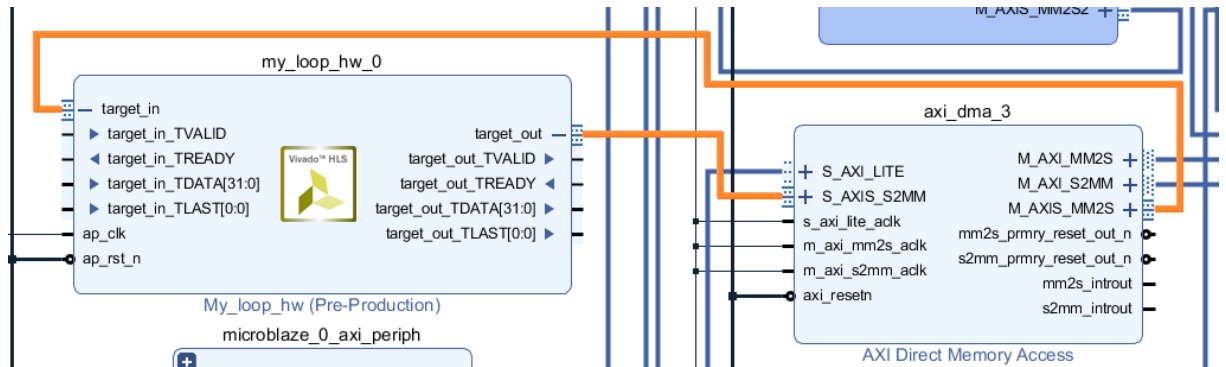 M_AXIS_MM2S2
my_loop_hw_0
target_in
target_in_TVALID
target_in_TREADY
target_in_TDATA[31:0]
target_in_TLAST[0:0]
ap_clk
ap_rst_n
Vivado™ HLS
target_out
target_out_TVALID
target_out_TREADY
target_out_TDATA[31:0]
target_out_TLAST[0:0]
My_loop_hw (Pre-Production)
microblaze_0_axi_periph
axi_dma_3
S_AXI_LITE
S_AXIS_S2MM
s_axi_lite_aclk
m_axi_mm2s_aclk
m_axi_s2mm_aclk
axi_resetn
M_AXI_MM2S
M_AXI_S2MM
M_AXIS_MM2S
mm2s_prmry_reset_out_n
s2mm_prmry_reset_out_n
mm2s_introut
s2mm_introut
AXI Direct Memory Access